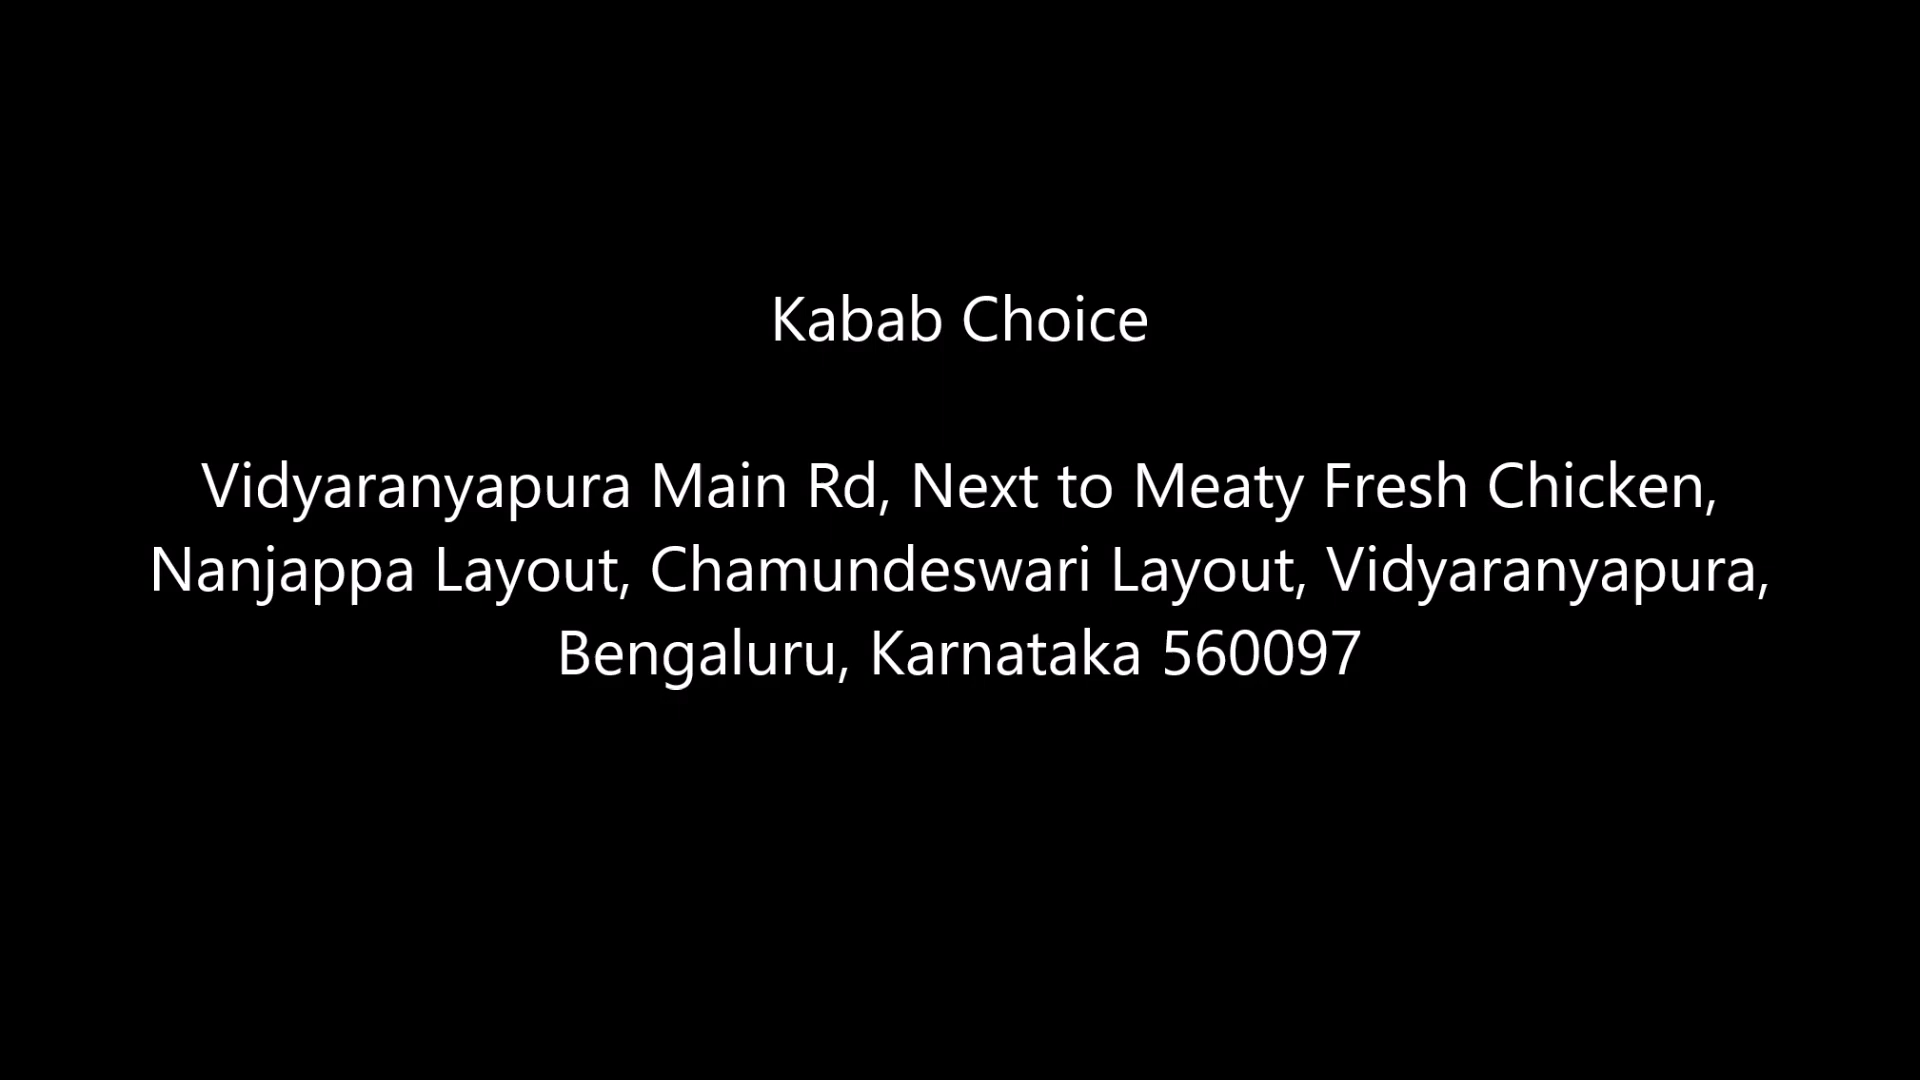 Kabab Choice
Vidyaranyapura Main Rd, Next to Meaty Fresh Chicken,
Nanjappa Layout, Chamundeswari Layout, Vidyaranyapura,
Bengaluru, Karnataka 560097